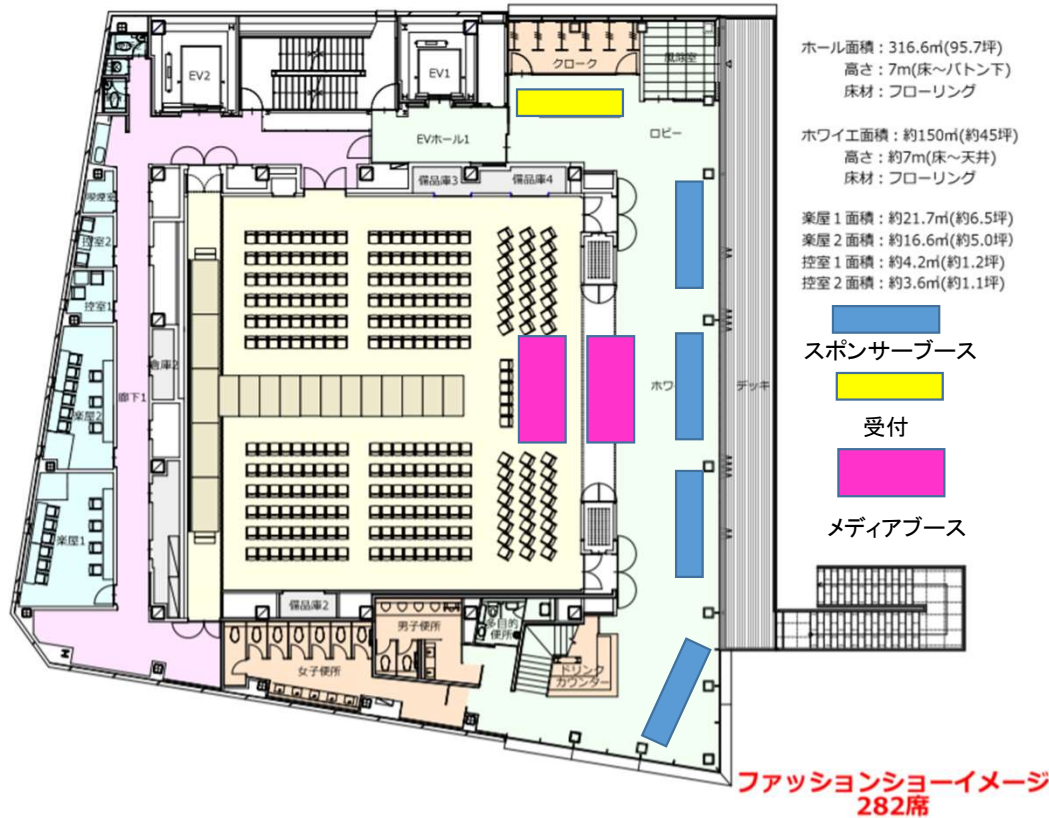 EV2
EV1
クローク
風除室
EVホール1
ロビー
備品庫3
備品庫4
喫煙室
控室2
控室1
倉庫2
廊下1
楽屋2
楽屋1
ホワ
デッキ
備品庫2
男子便所
多目的
便所
女子便所
ドリンク
カウンター
ホール面積:316.6㎡(95.7坪)
高さ:7m(床~バトン下)
床材:フローリング
ホワイエ面積:約150㎡(約45坪)
高さ:約7m(床~天井)
床材:フローリング
楽屋1面積:約21.7㎡(約6.5坪)
楽屋2面積:約16.6㎡(約5.0坪)
控室1面積:約4.2㎡(約1.2坪)
控室2面積:約3.6㎡(約1.1坪)
スポンサーブース
受付
メディアブース
ファッションショーイメージ
282席